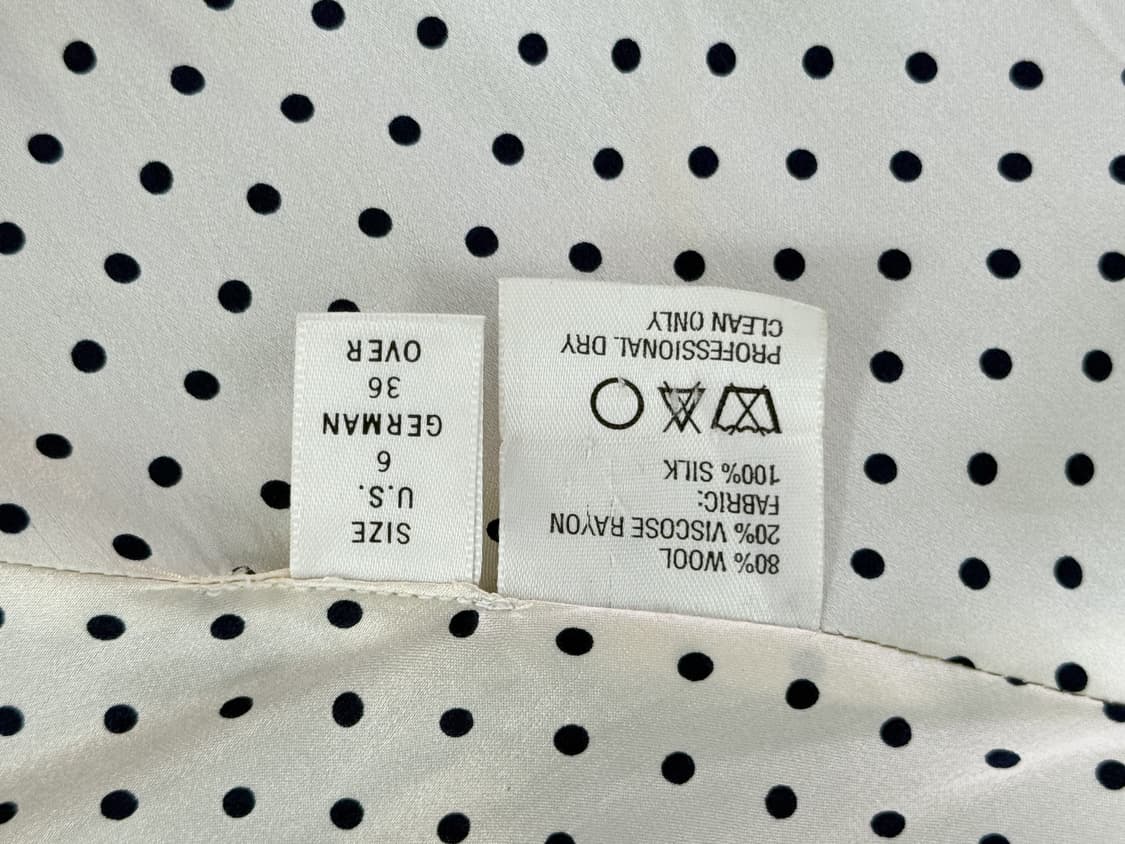 SIZE
U.S.
6
GERMAN
36
OVER
80% WOOL
20% VISCOSE RAYON
FABRIC:
100% SILK
PROFESSIONAL DRY
CLEAN ONLY